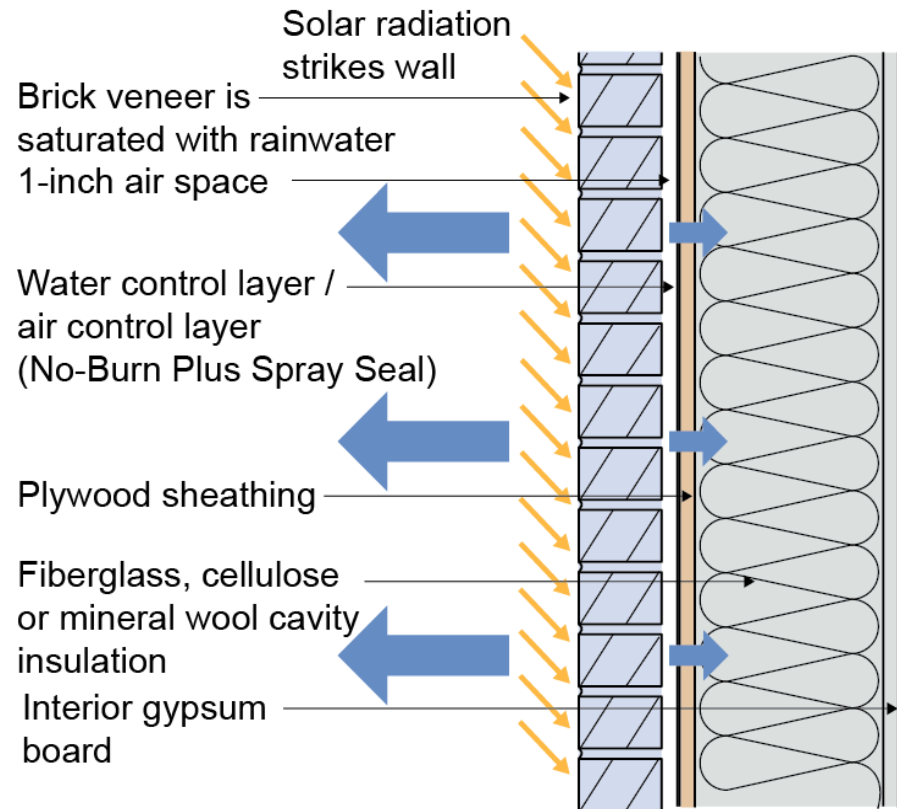 Solar radiation
strikes wall
Brick veneer is
saturated with rainwater
1-inch air space
Water control layer /
air control layer
(No-Burn Plus Spray Seal)
Plywood sheathing
Fiberglass, cellulose
or mineral wool cavity
insulation
Interior gypsum
board